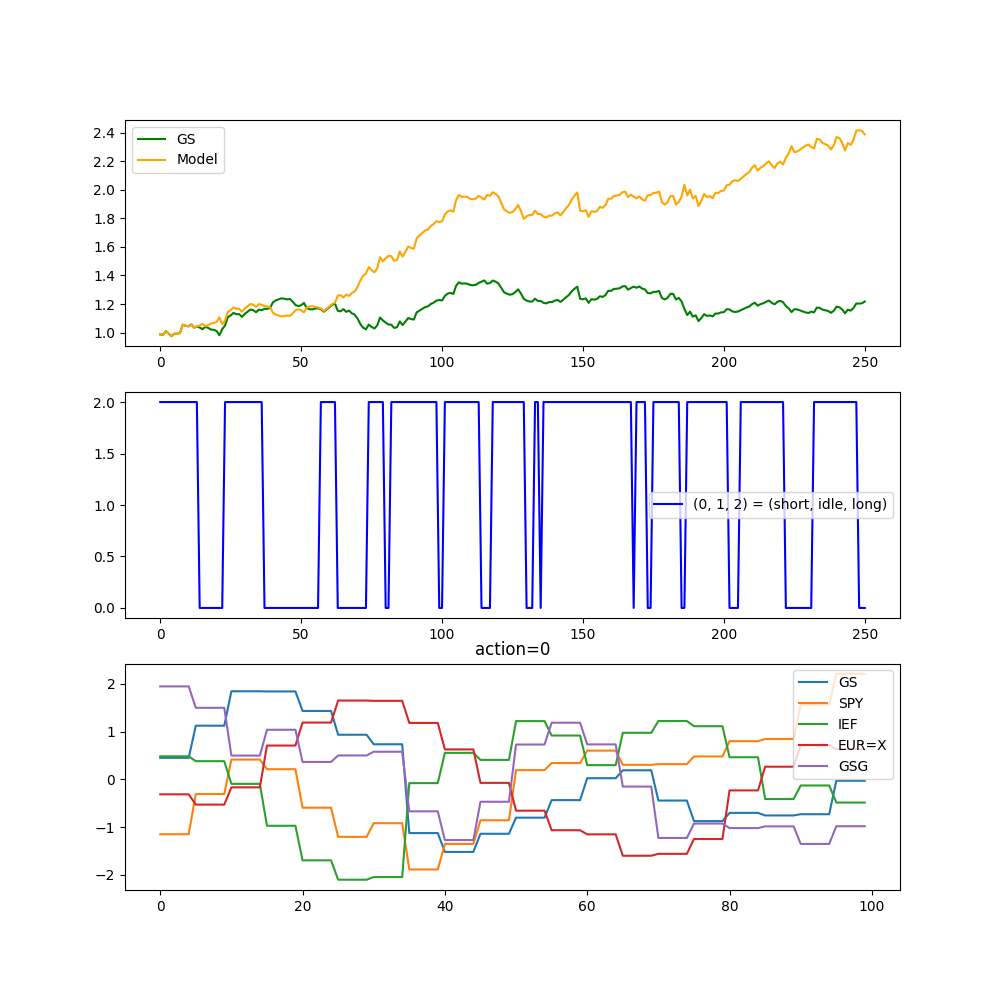 2.4
2.2
2.0
1.8
1.6
1.4
1.2
1.0
GS
Model
0 50 100 150 200 250
2.0
1.5
1.0
0.5
0.0
(0, 1, 2) = (short, idle, long)
0 50 100 150 200 250
action=0
2
1
0
−1
−2
GS
SPY
IEF
EUR=X
GSG
0 20 40 60 80 100